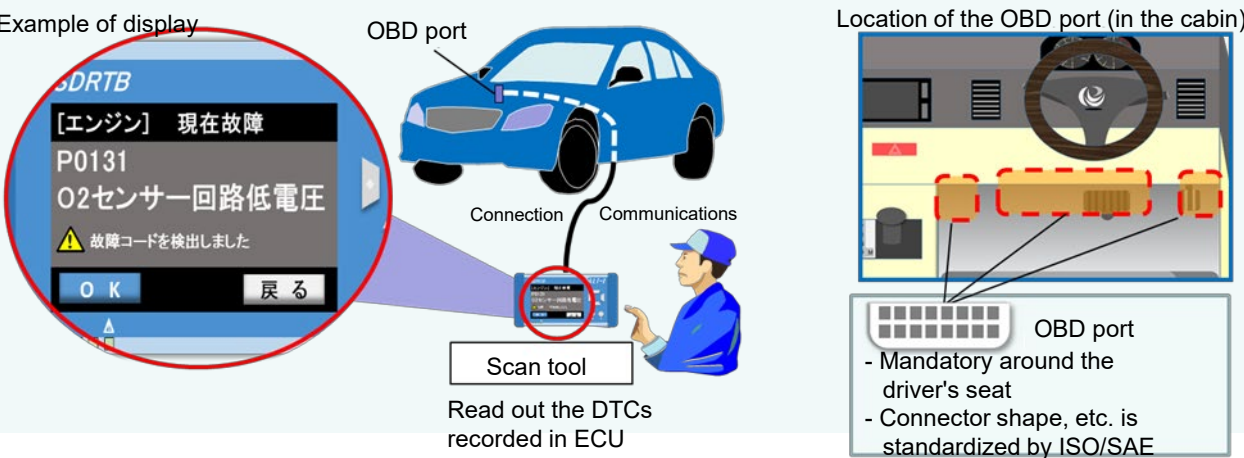 Example of display
SDRTB
[エンジン] 現在故障
P0131
O2センサー回路低電圧
故障コードを検出しました
O K
戻る
OBD port
Connection
Communications
Scan tool
Read out the DTCs
recorded in ECU
Location of the OBD port (in the cabin)
OBD port
- Mandatory around the
driver's seat
- Connector shape, etc. is
standardized by ISO/SAE